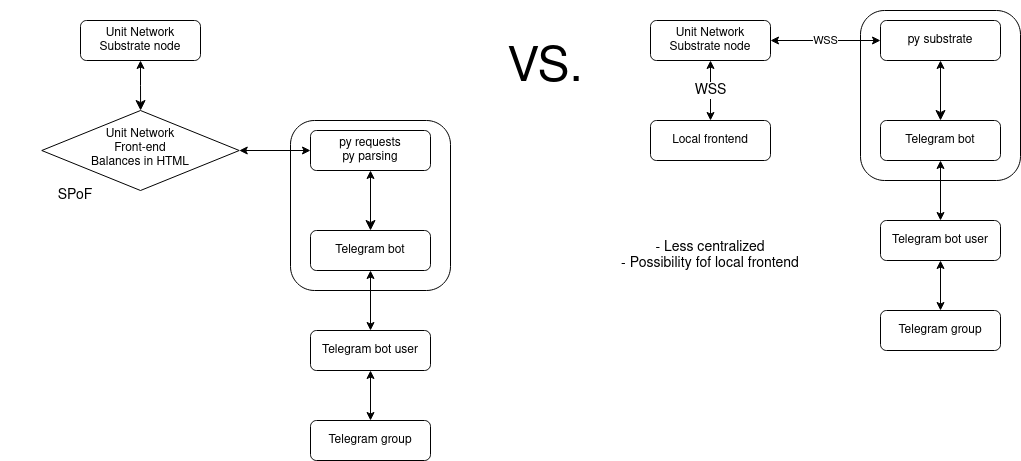 Unit Network
Substrate node
Unit Network
Front-end
Balances in HTML
SPoF
py requests
py parsing
Telegram bot
Telegram bot user
Telegram group
VS.
Unit Network
Substrate node
WSS
py substrate
WSS
Local frontend
Telegram bot
Telegram bot user
Telegram group
- Less centralized
- Possibility fof local frontend